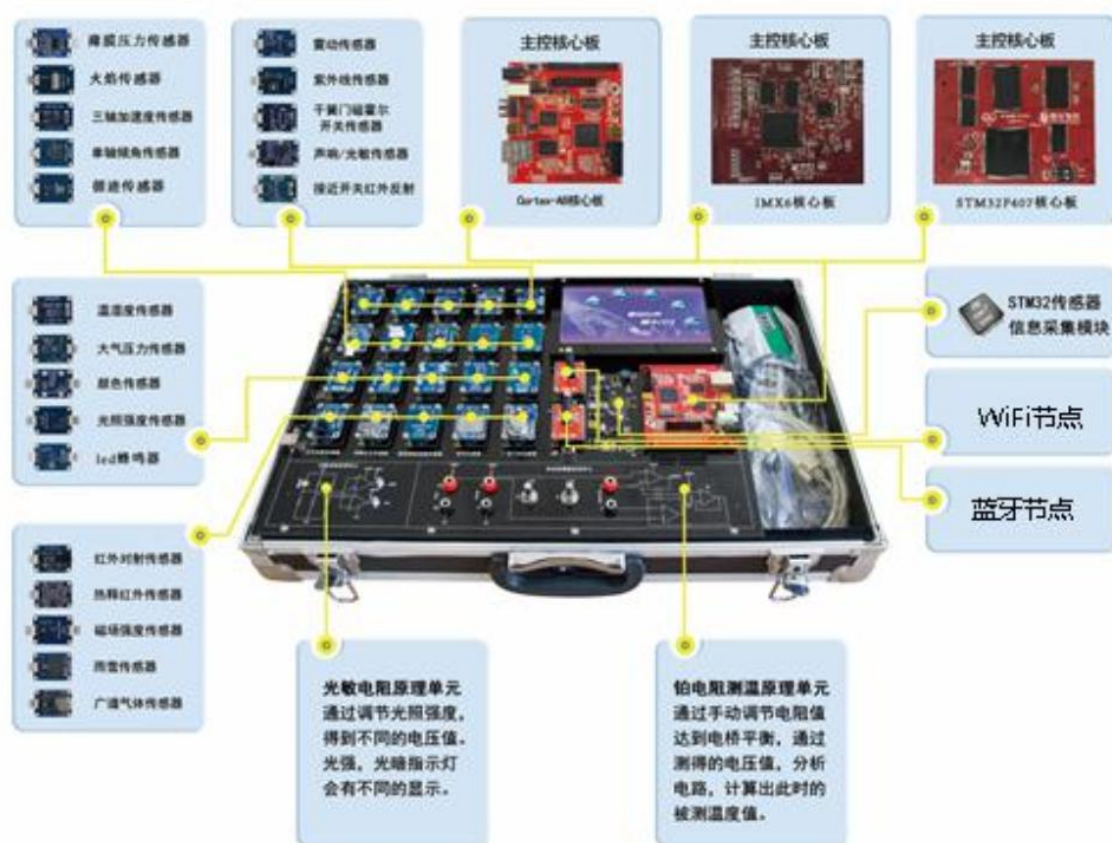 薄膜压力传感器
火焰传感器
三轴加速度传感器
单轴倾角传感器
循迹传感器
震动传感器
紫外线传感器
干簧门磁霍尔
开关传感器
声响/光敏传感器
接近开关红外反射
主控核心板
Cortex-A8核心板
主控核心板
IMX6核心板
主控核心板
STM32F407核心板
温湿度传感器
大气压力传感器
颜色传感器
光照强度传感器
led蜂鸣器
STM32传感器
信息采集模块
WiFi节点
蓝牙节点
红外对射传感器
热释红外传感器
磁场强度传感器
雨雪传感器
广谱气体传感器
光敏电阻原理单元
通过调节光照强度，
得到不同的电压值。
光强，光暗指示灯
会有不同的显示。
铂电阻测温原理单元
通过手动调节电阻值
达到电桥平衡，通过
测得的电压值，分析
电路，计算出此时的
被测温度值。